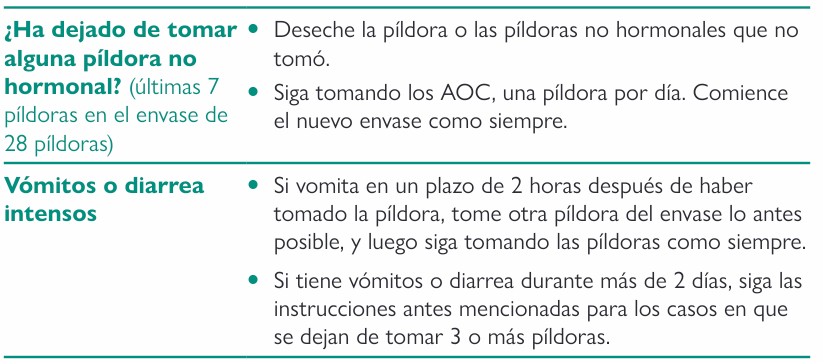 ¿Ha dejado de tomar
alguna píldora no
hormonal? (últimas 7
píldoras en el envase de
28 píldoras)
• Deseche la píldora o las píldoras no hormonales que no
tomó.
• Siga tomando los AOC, una píldora por día. Comience
el nuevo envase como siempre.
Vómitos o diarrea
intensos
• Si vomita en un plazo de 2 horas después de haber
tomado la píldora, tome otra píldora del envase lo antes
posible, y luego siga tomando las píldoras como siempre.
• Si tiene vómitos o diarrea durante más de 2 días, siga las
instrucciones antes mencionadas para los casos en que
se dejan de tomar 3 o más píldoras.